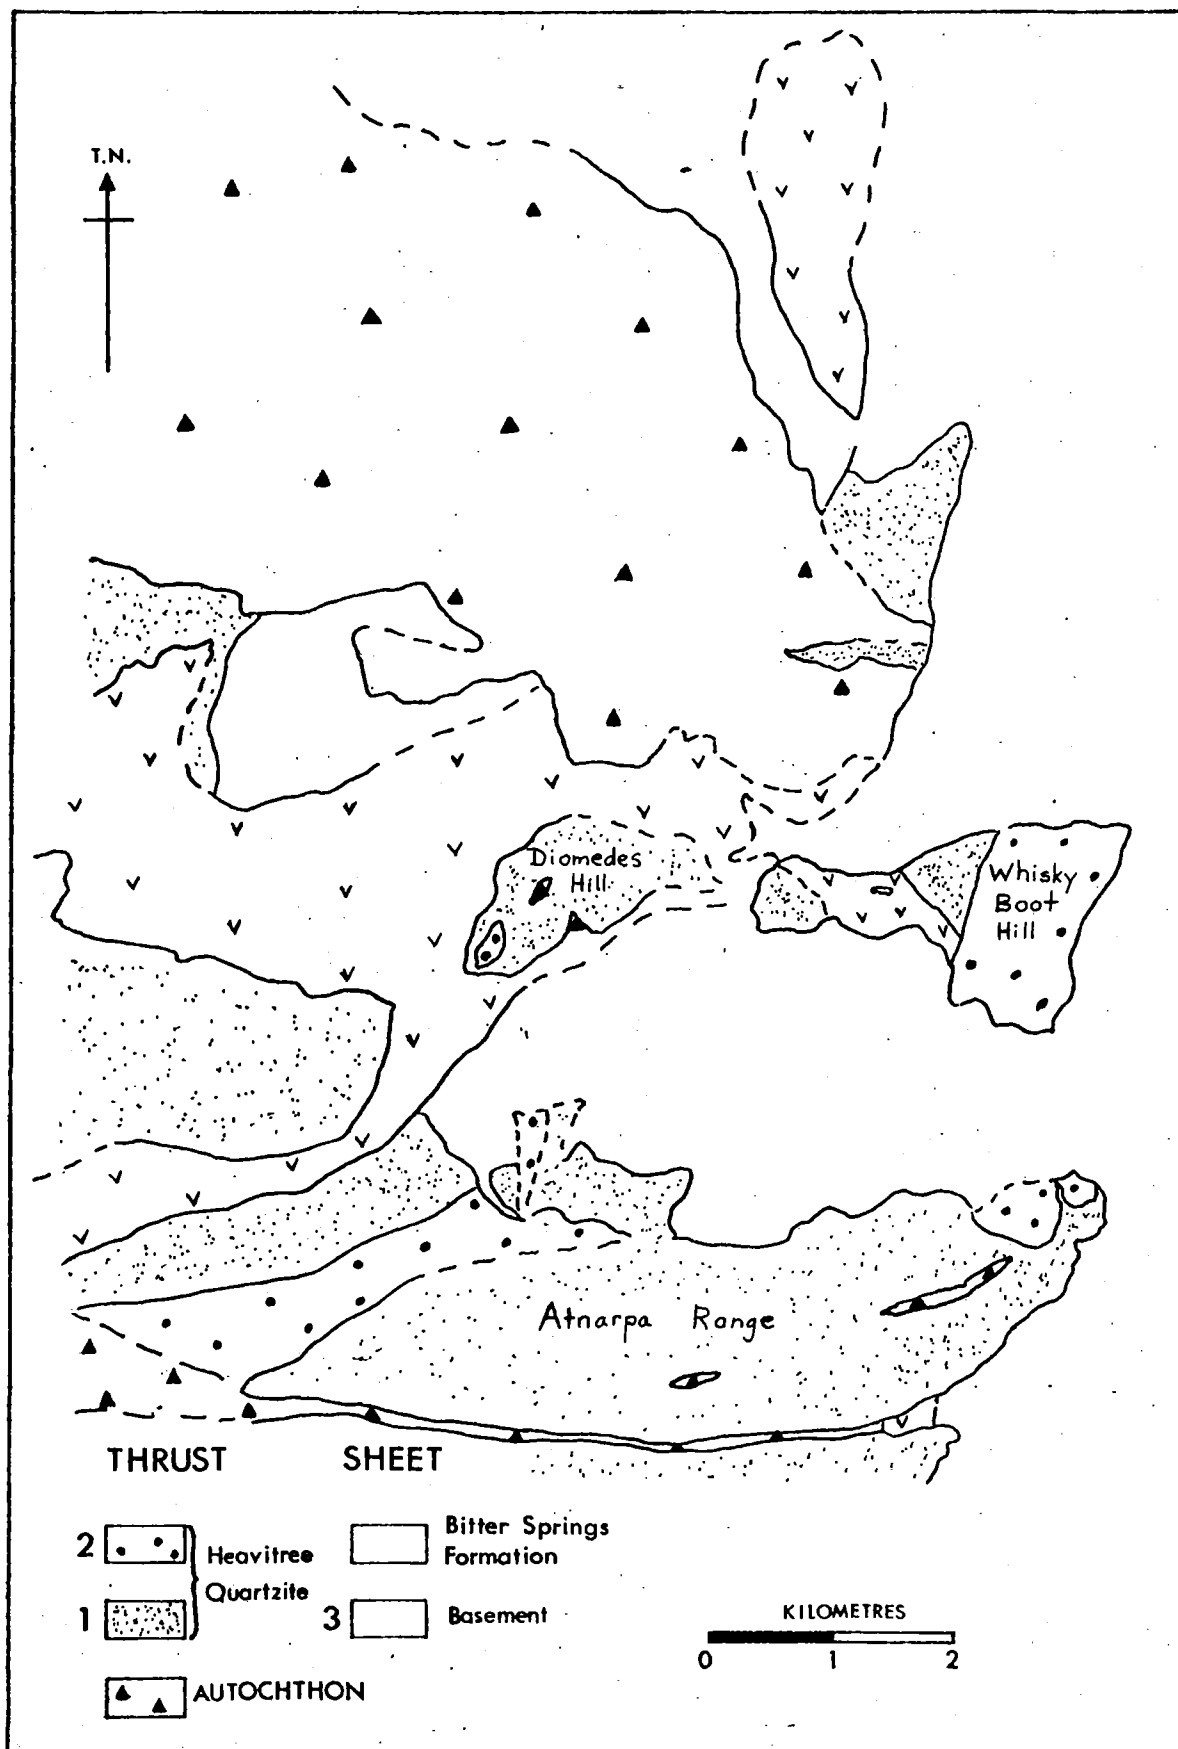 T.N.
Diomedes
Hill
Whisky
Boot
Hill
Atnarpa Range
THRUST SHEET
2
Heavitree
Quartzite
1
Bitter Springs
Formation
3
Basement
AUTOCHTHON
KILOMETRES
0 1 2